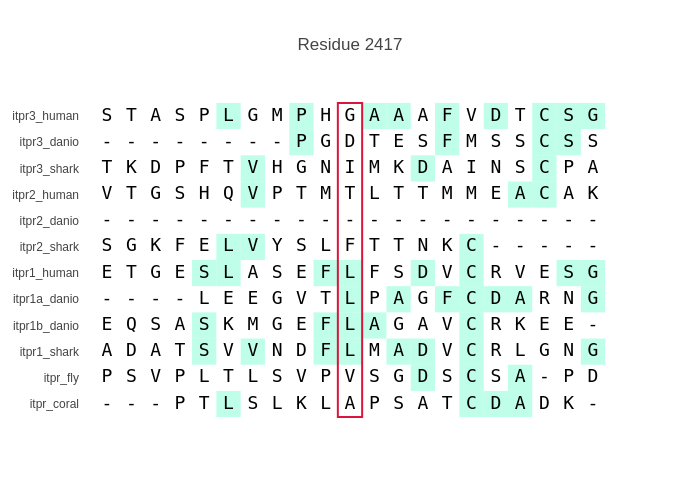 Residue 2417
itpr3_human S T A S P L G M P H G A A A F V D T C S G
itpr3_danio - - - - - - - - P G D T E S F M S S C S S
itpr3_shark T K D P F T V H G N I M K D A I N S C P A
itpr2_human V T G S H Q V P T M T L T T M M E A C A K
itpr2_danio - - - - - - - - - - - - - - - - - - - - -
itpr2_shark S G K F E L V Y S L F T T N K C - - - - -
itpr1_human E T G E S L A S E F L F S D V C R V E S G
itpr1a_danio - - - - L E E G V T L P A G F C D A R N G
itpr1b_danio E Q S A S K M G E F L A G A V C R K E E -
itpr1_shark A D A T S V V N D F L M A D V C R L G N G
itpr_fly P S V P L T L S V P V S G D S C S A - P D
itpr_coral - - - P T L S L K L A P S A T C D A D K -